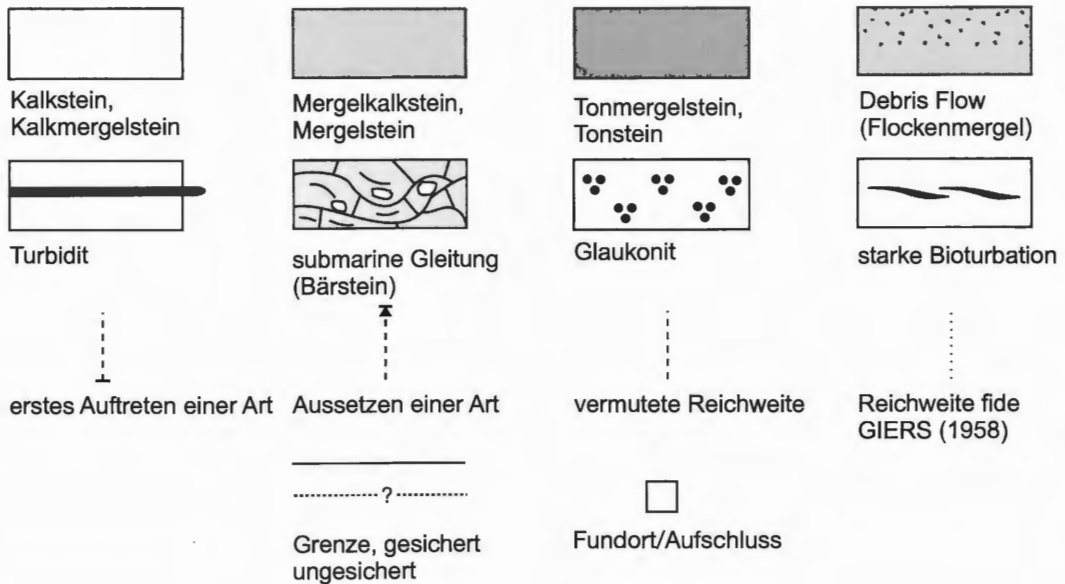 Kalkstein,
Kalkmergelstein
Mergelkalkstein,
Mergelstein
Tonmergelstein,
Tonstein
Debris Flow
(Flockenmergel)
Turbidit
submarine Gleitung
(Bärstein)
Glaukonit
starke Bioturbation
erstes Auftreten einer Art
Aussetzen einer Art
vermutete Reichweite
Reichweite fide
GIERS (1958)
?
Grenze, gesichert
ungesichert
Fundort/Aufschluss